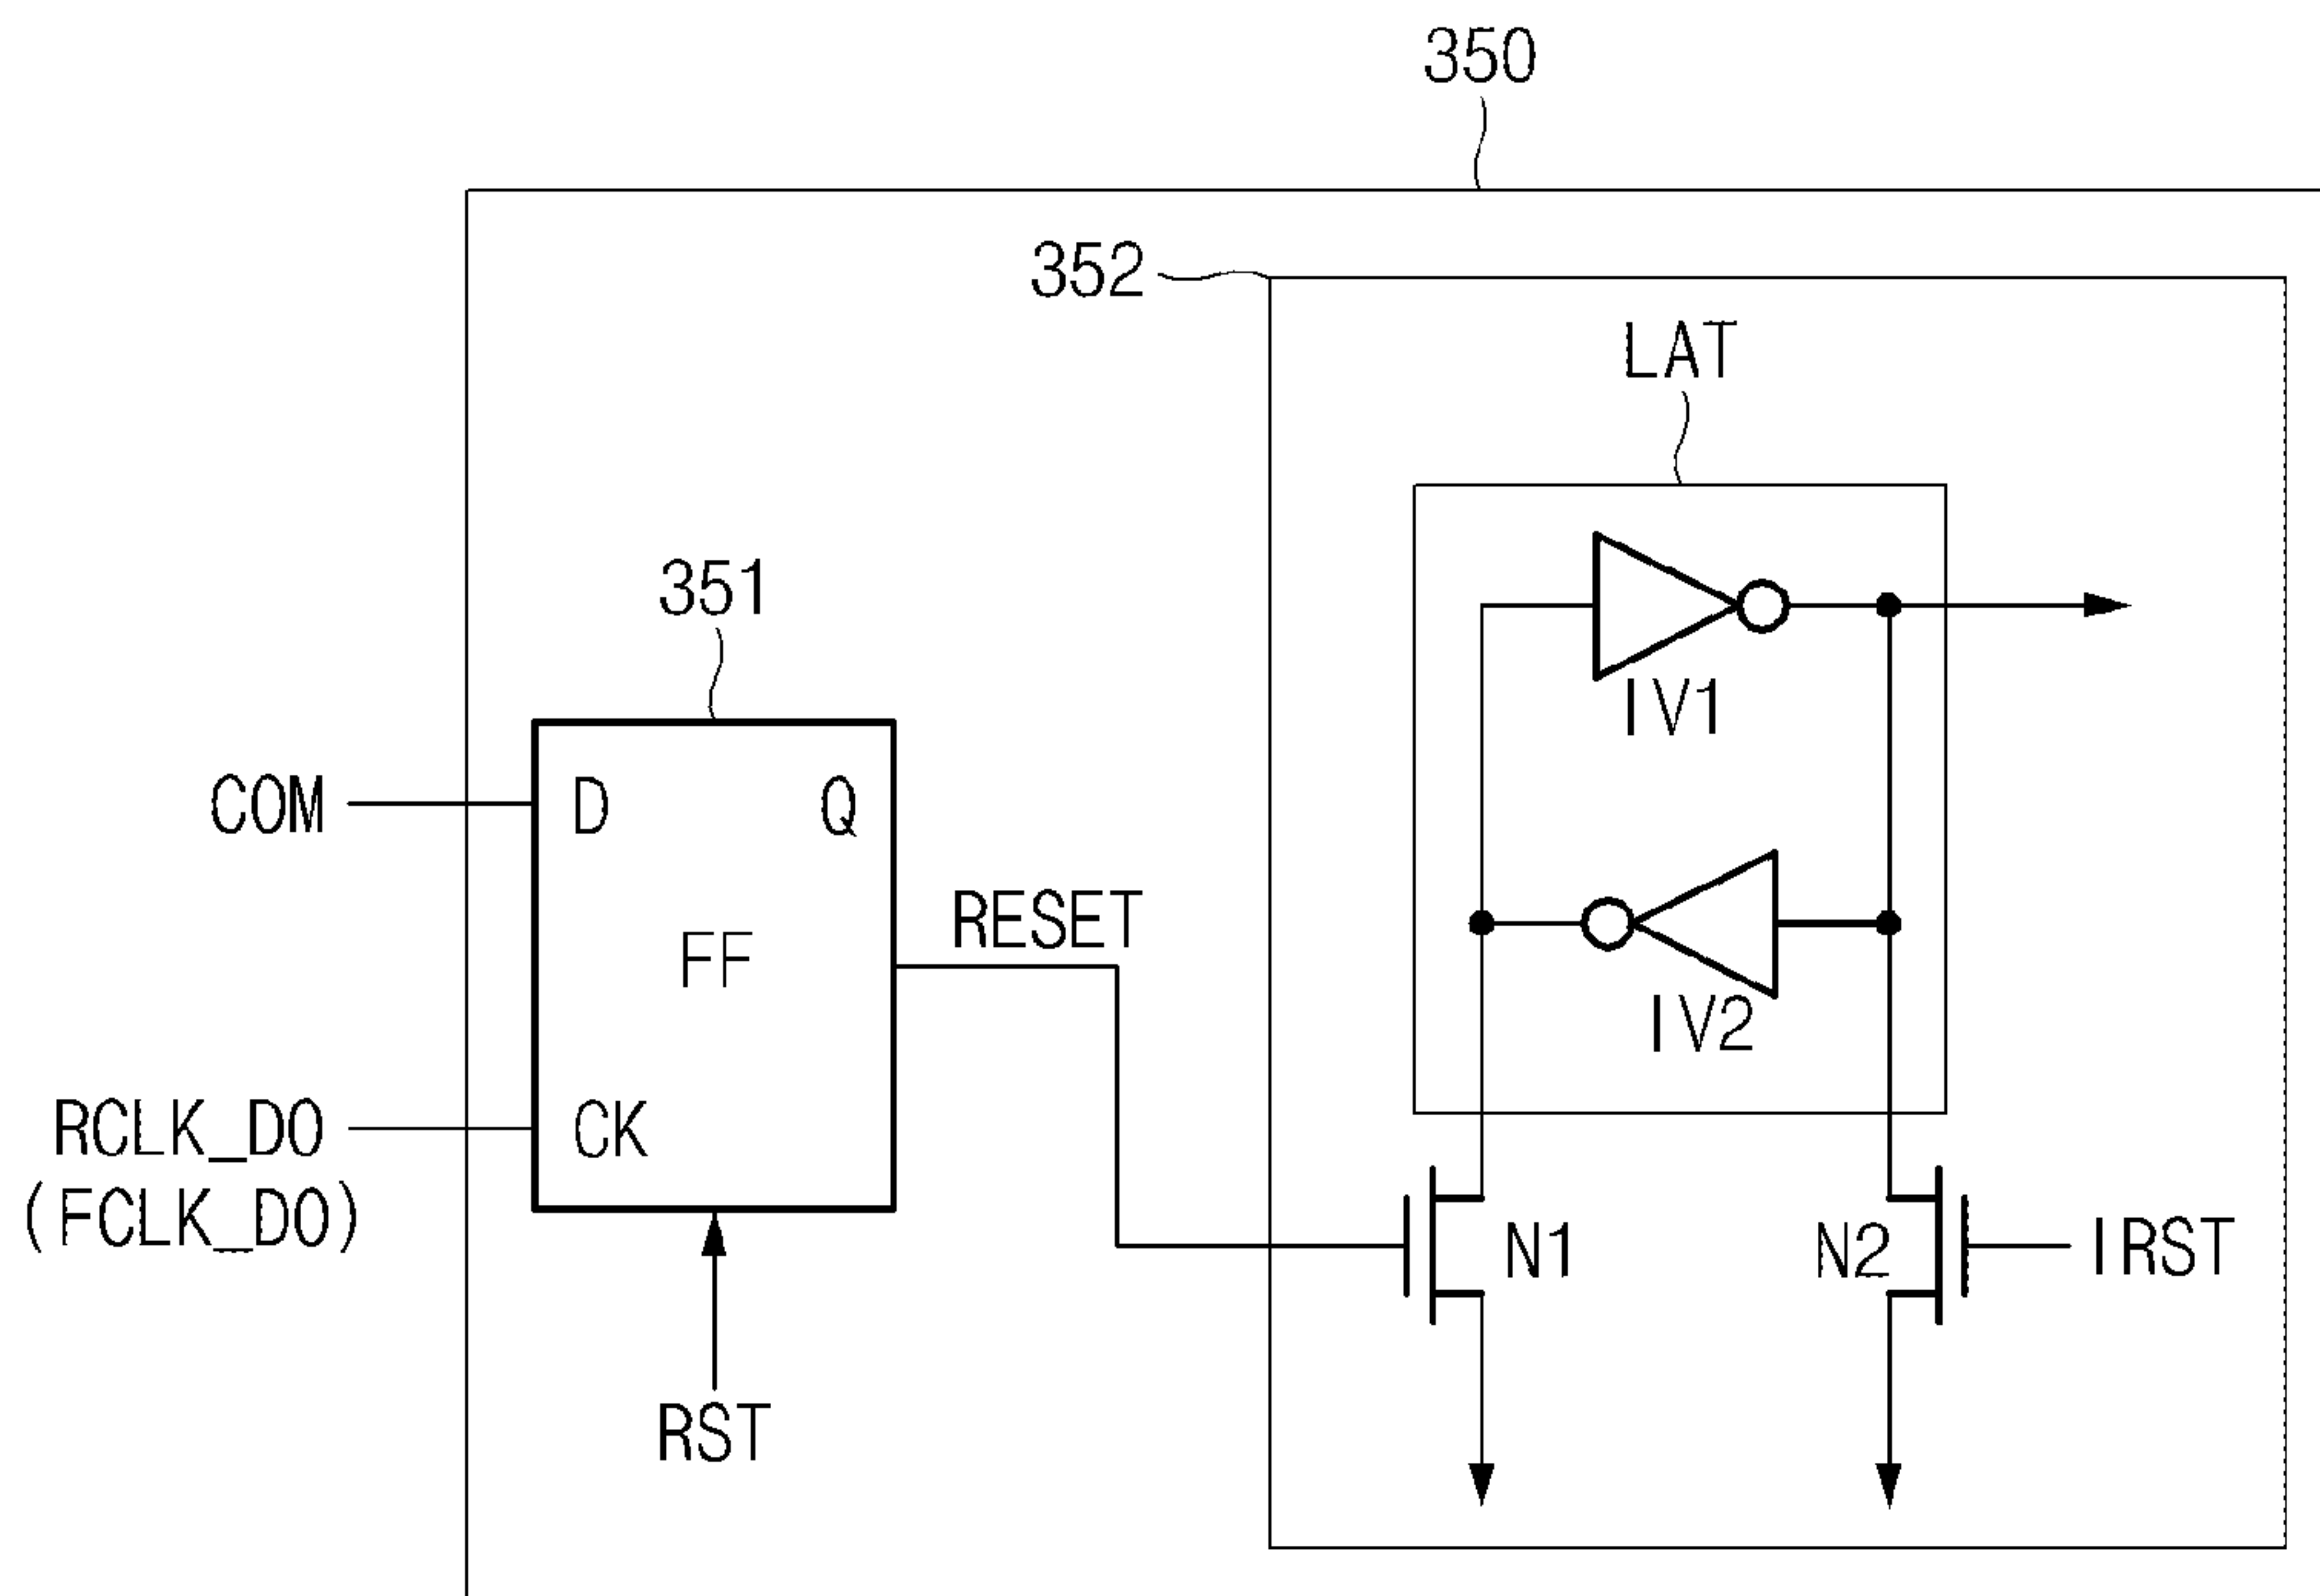 350
352
LAT
351
IV1
COM
D
Q
RESET
FF
IV2
RCLK_DO
(FCLK_DO)
CK
N1
N2
IRST
RST